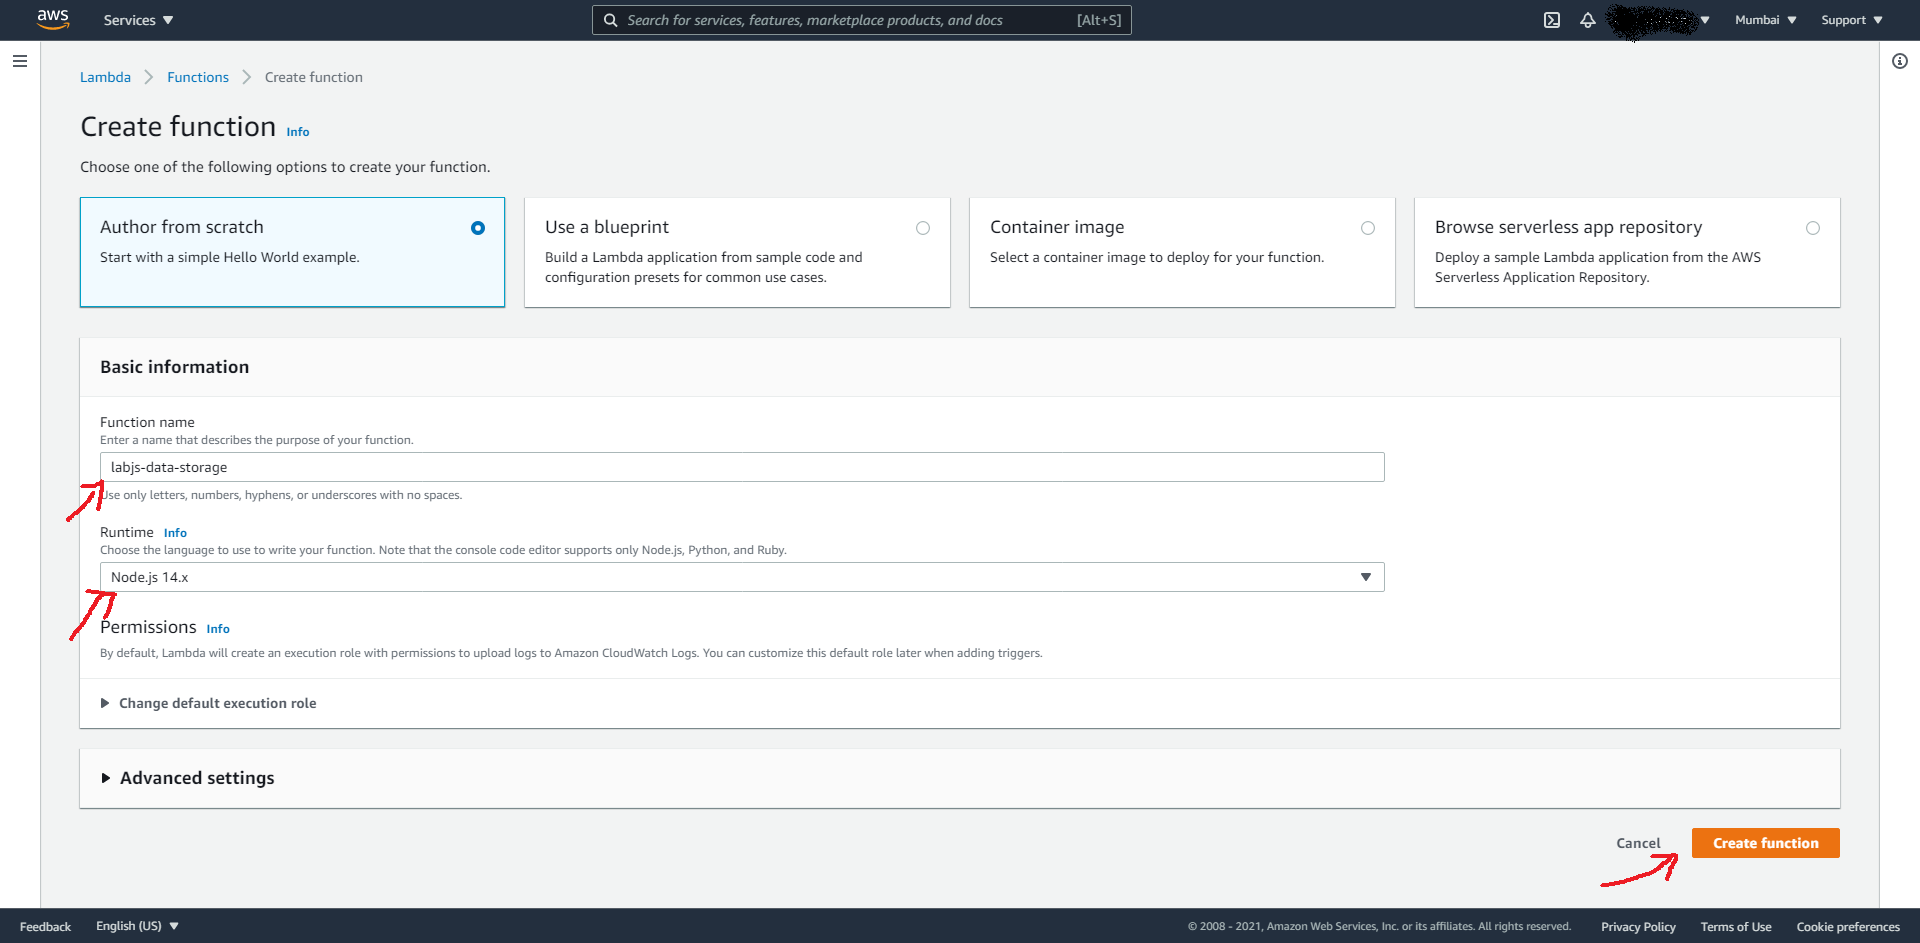 aws Services Search for services, features, marketplace products, and docs [Alt+S] Mumbai Support
Lambda Functions Create function
Create function Info
Choose one of the following options to create your function.
Author from scratch
Start with a simple Hello World example.
Use a blueprint
Build a Lambda application from sample code and
configuration presets for common use cases.
Container image
Select a container image to deploy for your function.
Browse serverless app repository
Deploy a sample Lambda application from the AWS
Serverless Application Repository.
Basic information
Function name
Enter a name that describes the purpose of your function.
labjs-data-storage
Use only letters, numbers, hyphens, or underscores with no spaces.
Runtime Info
Choose the language to use to write your function. Note that the console code editor supports only Node.js, Python, and Ruby.
Node.js 14.x
Permissions Info
By default, Lambda will create an execution role with permissions to upload logs to Amazon CloudWatch Logs. You can customize this default role later when adding triggers.
Change default execution role
Advanced settings
Cancel Create function
Feedback English (US) © 2008 - 2021, Amazon Web Services, Inc. or its affiliates. All rights reserved. Privacy Policy Terms of Use Cookie preferences